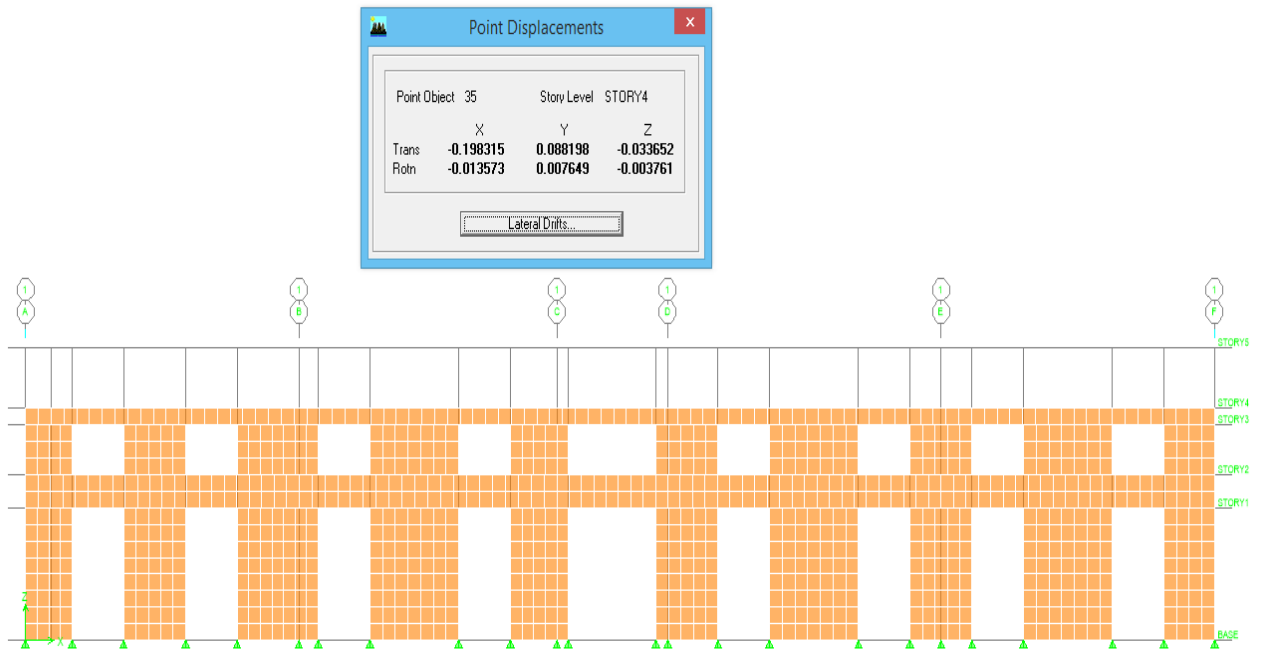 Point Displacements
x
Point Object 35 Story Level STORY4
X Y Z
Trans -0.198315 0.088198 -0.033652
Rotn -0.013573 0.007649 -0.003761
Lateral Drifts...
1 1 1 1 1 1
A B C D E F
STORY5
STORY4
STORY3
STORY2
STORY1
Z
X
BASE